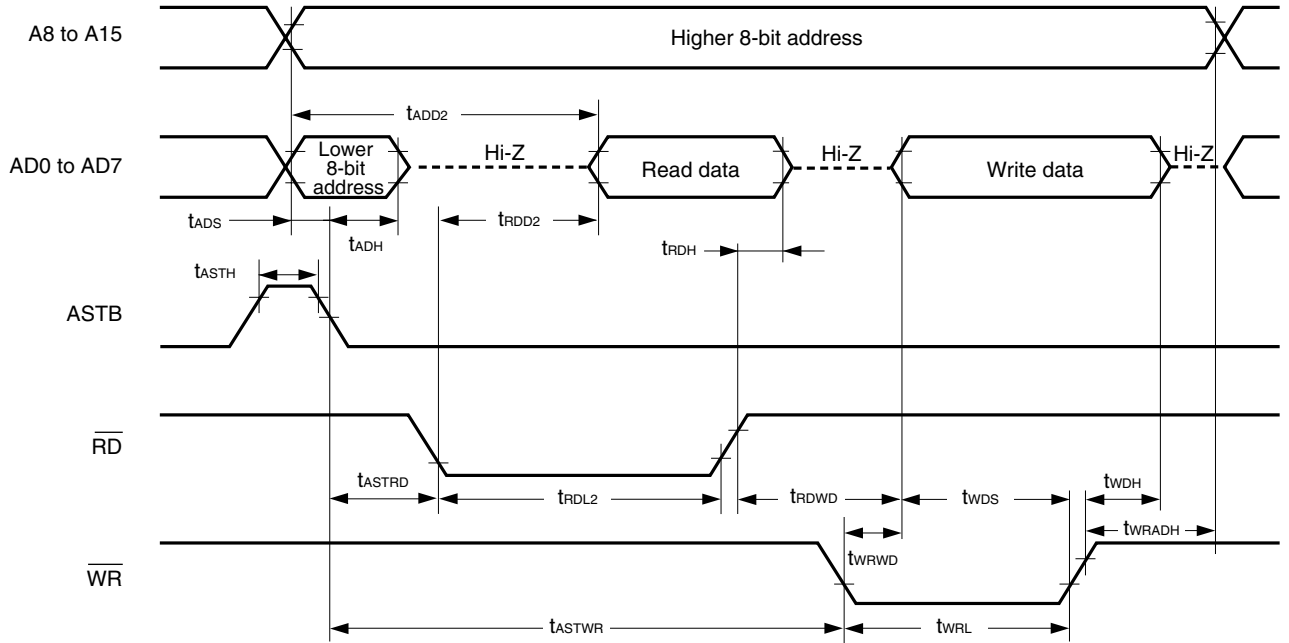 A8 to A15
Higher 8-bit address
tADD2
AD0 to AD7
Lower
8-bit
address
Hi-Z
Read data
Hi-Z
Write data
Hi-Z
tADS
tADH
tRDD2
tRDH
tASTH
ASTB
RD
tASTRD
tRDL2
tRDWD
tWDS
tWDH
tWRWD
tWRADH
WR
tASTWR
tWRL